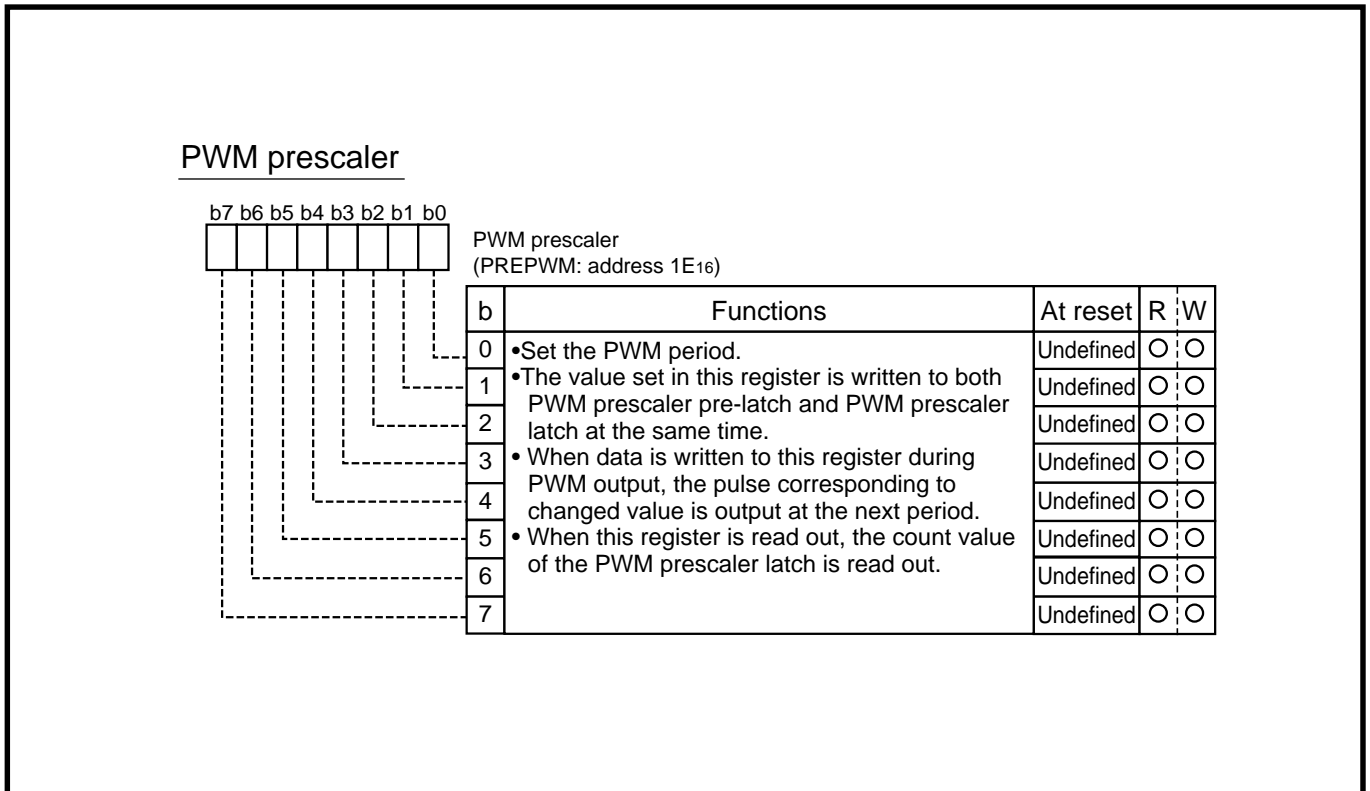 PWM prescaler
b7 b6 b5 b4 b3 b2 b1 b0
PWM prescaler
(PREPWM: address 1E16)
b Functions At reset R W
0 •Set the PWM period. Undefined O O
1 •The value set in this register is written to both Undefined O O
PWM prescaler pre-latch and PWM prescaler
2 latch at the same time. Undefined O O
3 • When data is written to this register during Undefined O O
PWM output, the pulse corresponding to
4 changed value is output at the next period. Undefined O O
5 • When this register is read out, the count value Undefined O O
of the PWM prescaler latch is read out.
6 Undefined O O
7 Undefined O O